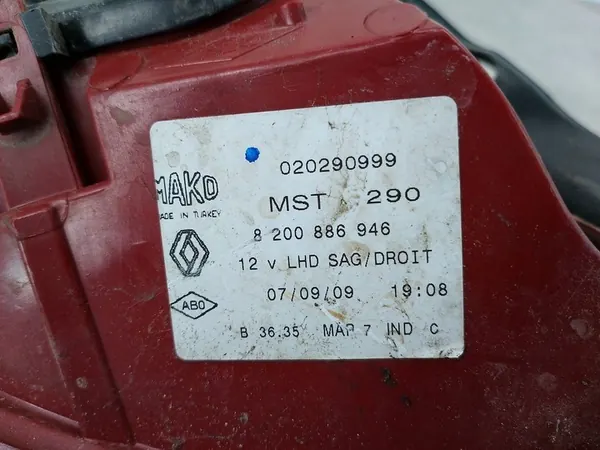 020290999
MAKO
MADE IN TURKEY
MST 290
8 200 886 946
12 v LHD SAG/DROIT
07/09/09 19:08
ABO
B 36.35 MAP 7 IND C